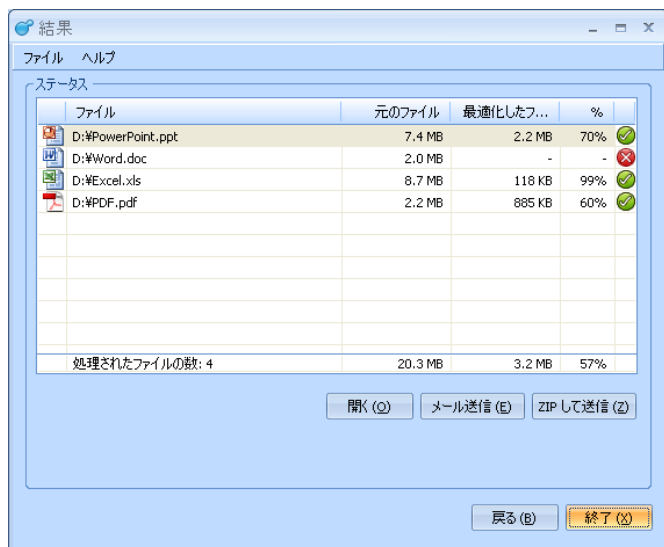 結果
ファイル ヘルプ
ステータス
ファイル 元のファイル 最適化したフ... %
D:¥PowerPoint.ppt 7.4 MB 2.2 MB 70%
D:¥Word.doc 2.0 MB - -
D:¥Excel.xls 8.7 MB 118 KB 99%
D:¥PDF.pdf 2.2 MB 885 KB 60%
処理されたファイルの数: 4 20.3 MB 3.2 MB 57%
開く(O) メール送信(E) ZIP して送信(Z)
戻る(B) 終了(X)